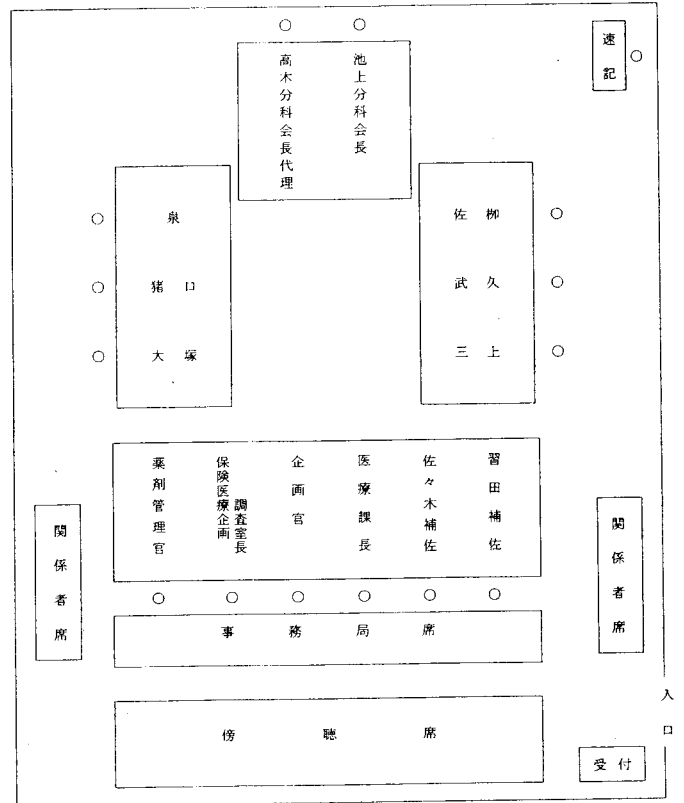 速記
高木分科会長代理
池上分科会長
泉
猪口
大塚
佐栁
武久
三上
薬剤管理官
保険医療企画調査室長
企画官
医療課長
佐々木補佐
習田補佐
関係者席
関係者席
事務局席
傍聴席
入口
受付